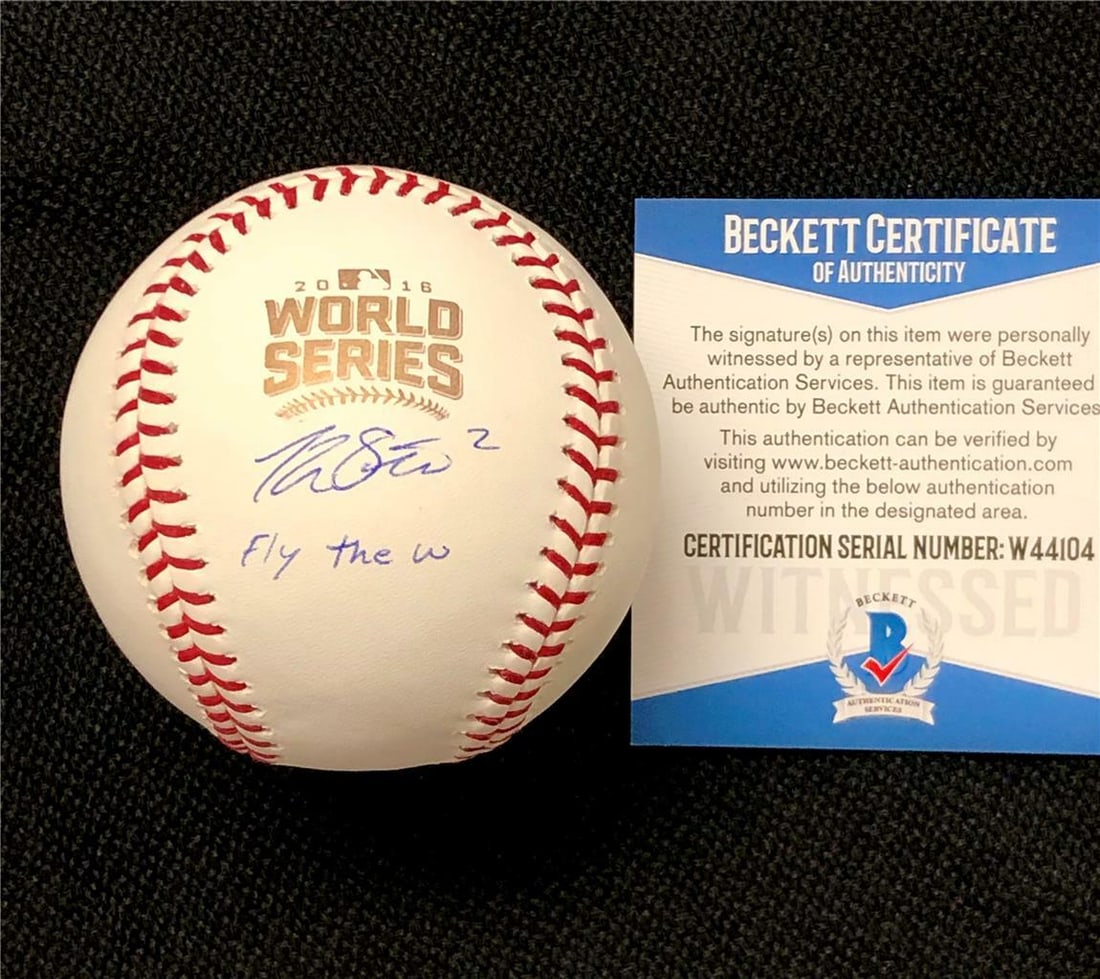 2016
WORLD
SERIES
2
Fly the W
BECKETT CERTIFICATE
OF AUTHENTICITY
The signature(s) on this item were personally
witnessed by a representative of Beckett
Authentication Services. This item is guaranteed
be authentic by Beckett Authentication Services
This authentication can be verified by
visiting www.beckett-authentication.com
and utilizing the below authentication
number in the designated area.
CERTIFICATION SERIAL NUMBER: W44104
WITNESSED
BECKETT
B
AUTHENTICATION
SERVICES